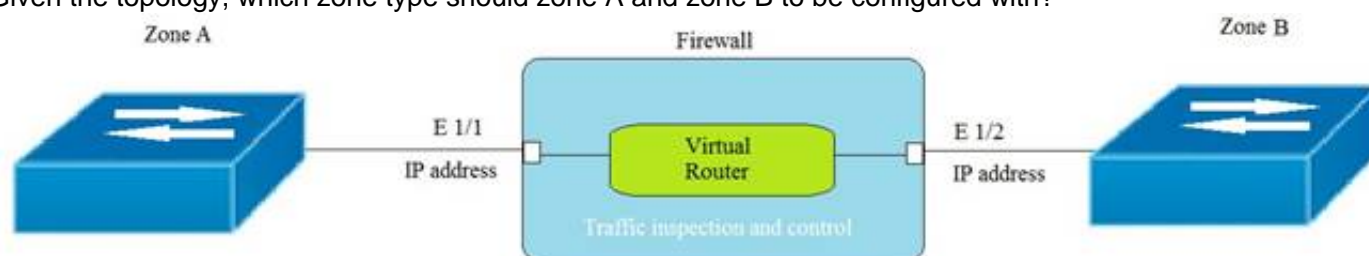 Given the topology, which zone type should zone A and zone B to be configured with?
Zone A
Firewall
Zone B
E 1/1
IP address
Virtual
Router
E 1/2
IP address
Traffic inspection and control